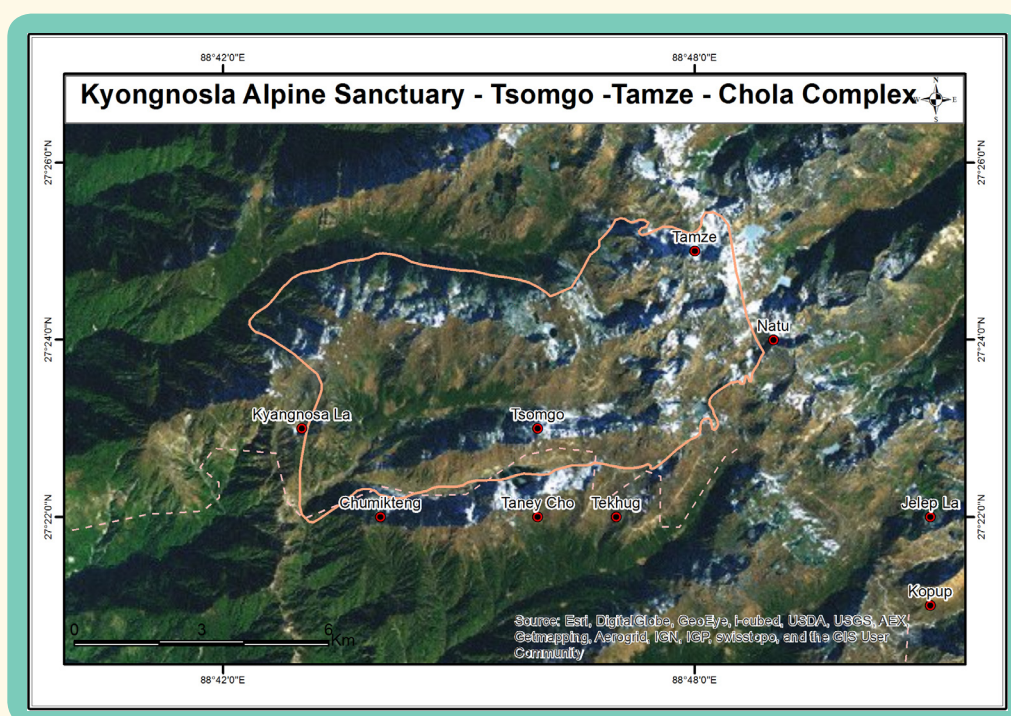 88°42'0"E 88°48'0"E
Kyongnosla Alpine Sanctuary - Tsomgo -Tamze - Chola Complex
N
W E
S
27°26'0"N 27°26'0"N
Tamze
Natu
27°24'0"N 27°24'0"N
Kyangnosa La Tsomgo
Chumikteng Taney Cho Tekhug Jelep La
27°22'0"N 27°22'0"N
Kopup
0 3 6
Km
Source: Esri, DigitalGlobe, GeoEye, i-cubed, USDA, USGS, AEX,
Getmapping, Aerogrid, IGN, IGP, swisstopo, and the GIS User
Community
88°42'0"E 88°48'0"E